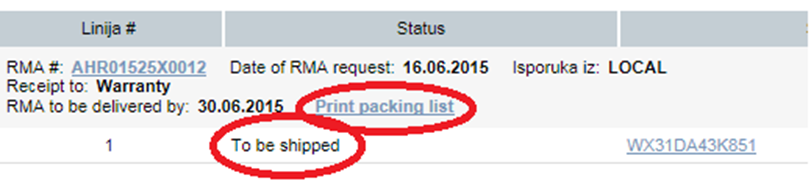 Linija # Status
RMA #: AHR01525X0012 Date of RMA request: 16.06.2015 Isporuka iz: LOCAL
Receipt to: Warranty
RMA to be delivered by: 30.06.2015 Print packing list
1 To be shipped WX31DA43K851